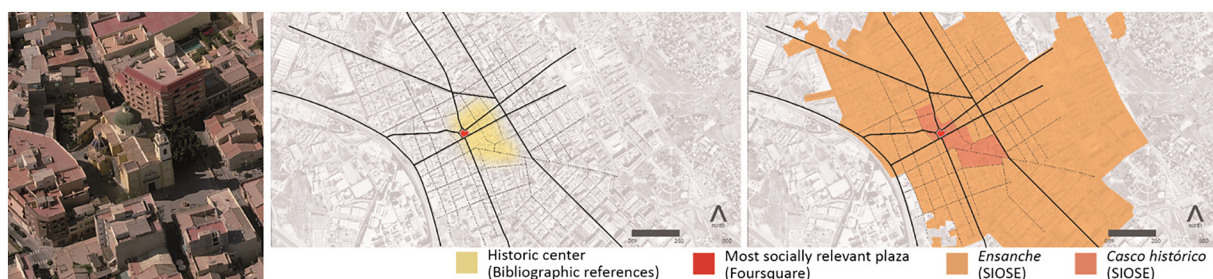 north
north
Historic center
(Bibliographic references)
Most socially relevant plaza
(Foursquare)
Ensanche
(SIOSE)
Casco histórico
(SIOSE)